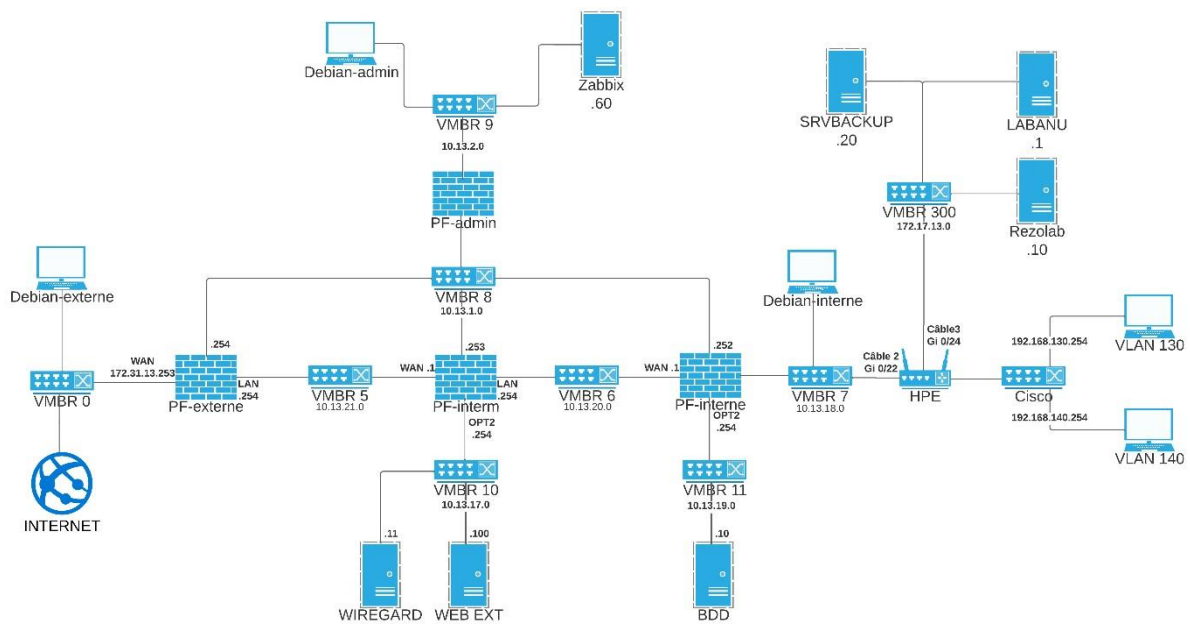 Debian-admin
Zabbix
.60
VMBR 9
10.13.2.0
PF-admin
SRVBACKUP
.20
LABANU
.1
VMBR 300
172.17.13.0
Rezolab
.10
Debian-externe
VMBR 8
10.13.1.0
Debian-interne
.254
.253
.252
WAN
172.31.13.253
VMBR 0
LAN
.254
PF-externe
VMBR 5
10.13.21.0
WAN .1
LAN
.254
PF-interm
VMBR 6
10.13.20.0
WAN .1
PF-interne
VMBR 7
10.13.18.0
Câble 2
Gi 0/22
Câble3
Gi 0/24
HPE
Cisco
192.168.130.254
VLAN 130
192.168.140.254
VLAN 140
OPT2
.254
OPT2
.254
INTERNET
VMBR 10
10.13.17.0
VMBR 11
10.13.19.0
.11
.100
.10
WIREGARD
WEB EXT
BDD